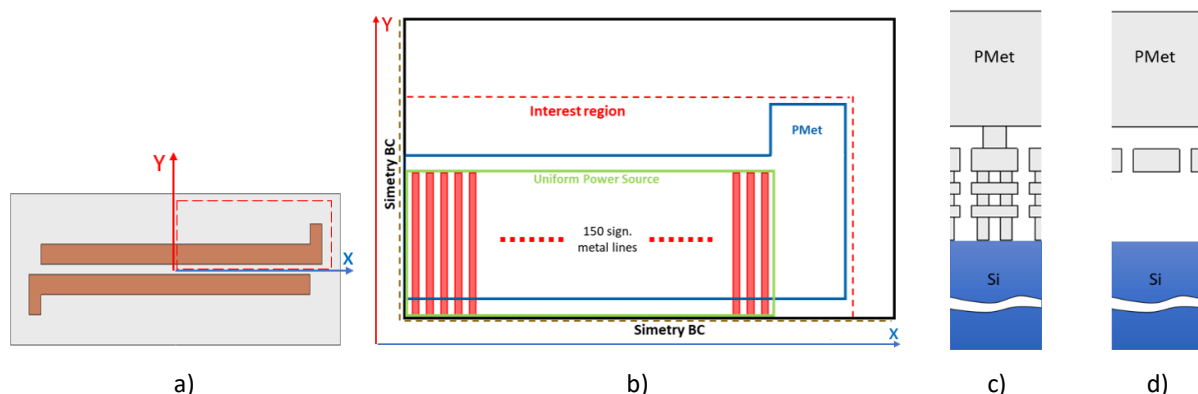 Y
X
a)
Y
Simetry BC
Interest region
PMet
Uniform Power Source
150 sign.
metal lines
Simetry BC
X
b)
PMet
Si
c)
PMet
Si
d)